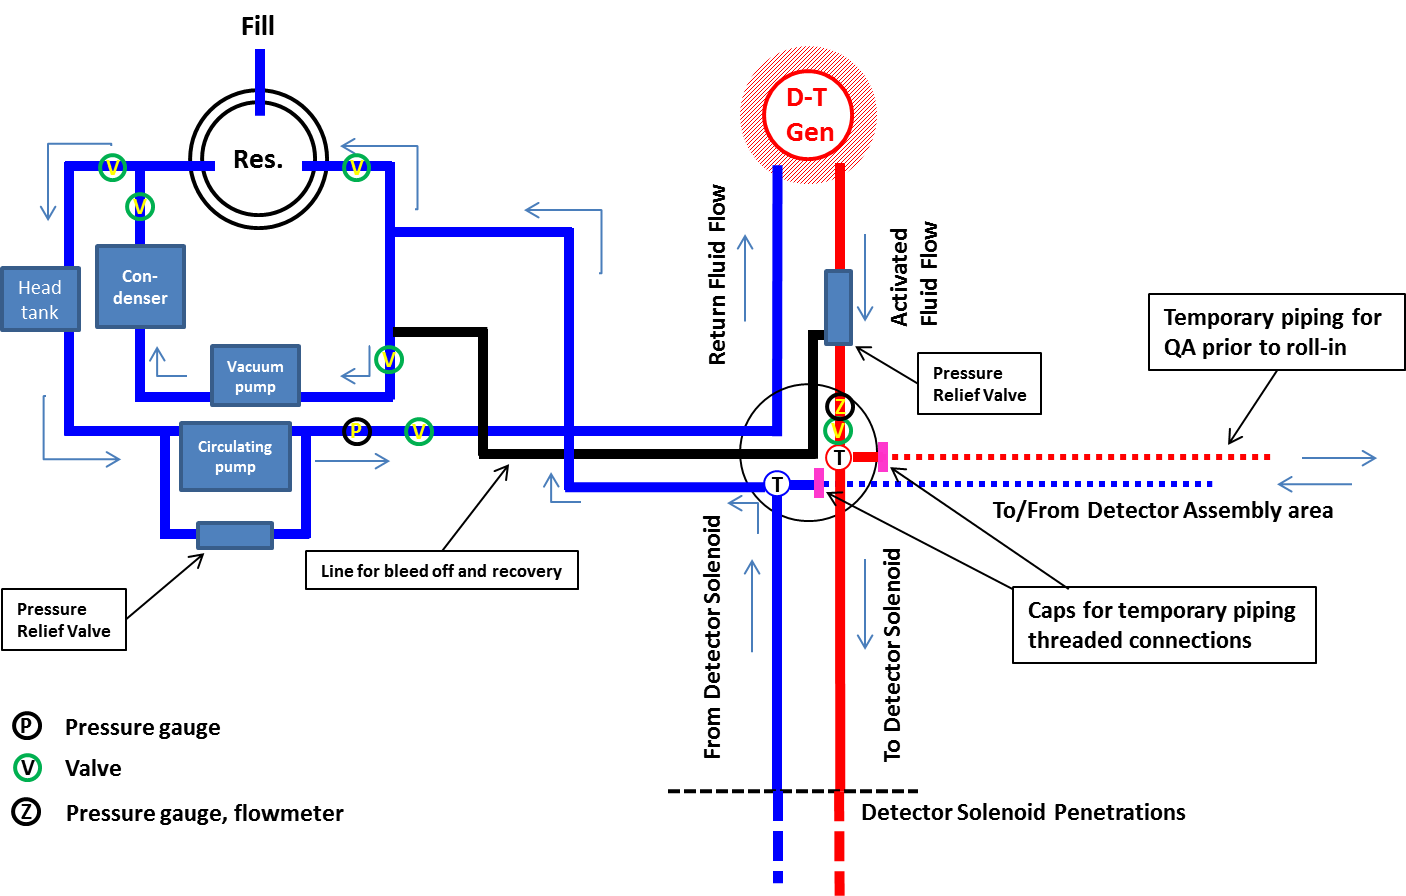 Fill
D-T
Gen
Res.
V
V
V
Con-
denser
Head
tank
Vacuum
pump
V
Circulating
pump
P
V
Return Fluid Flow
Activated
Fluid Flow
Pressure
Relief Valve
Temporary piping for
QA prior to roll-in
Z
V
T
T
To/From Detector Assembly area
Line for bleed off and recovery
Pressure
Relief Valve
From Detector Solenoid
To Detector Solenoid
Caps for temporary piping
threaded connections
P Pressure gauge
V Valve
Z Pressure gauge, flowmeter
Detector Solenoid Penetrations